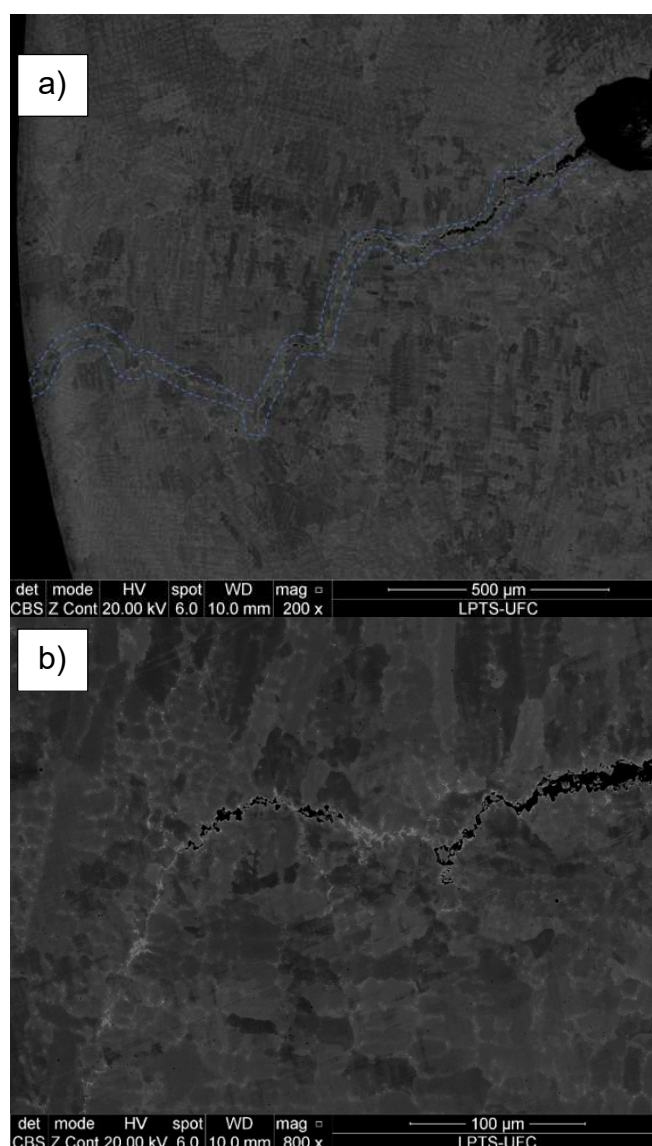 a)
det mode HV spot WD mag □ 500 µm
CBS Z Cont 20.00 kV 6.0 10.0 mm 200 x LPTS-UFC
b)
det mode HV spot WD mag □ 100 µm
CBS Z Cont 20.00 kV 6.0 10.0 mm 800 x LPTS-UFC